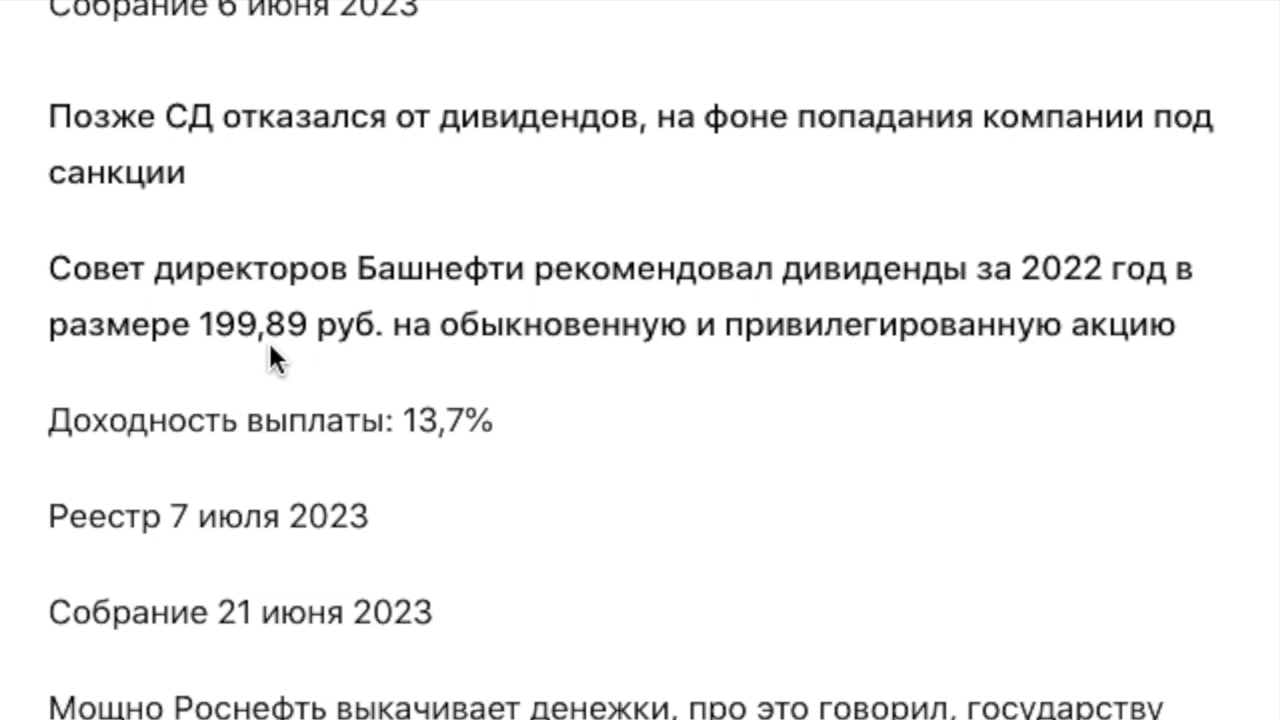 Собрание 6 июня 2023
Позже СД отказался от дивидендов, на фоне попадания компании под
санкции
Совет директоров Башнефти рекомендовал дивиденды за 2022 год в
размере 199,89 руб. на обыкновенную и привилегированную акцию
Доходность выплаты: 13,7%
Реестр 7 июля 2023
Собрание 21 июня 2023
Мощно Роснефть выкачивает денежки, про это говорил, государству